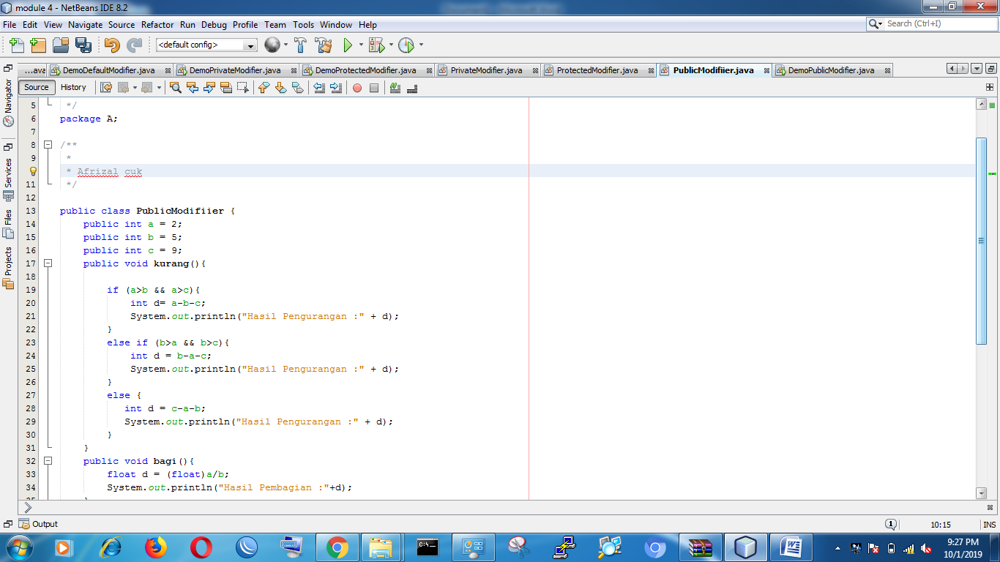 module 4 - NetBeans IDE 8.2
File Edit View Navigate Source Refactor Run Debug Profile Team Tools Window Help
Search (Ctrl+I)
<default config>
...ava DemoDefaultModifier.java DemoPrivateModifier.java DemoProtectedModifier.java PrivateModifier.java ProtectedModifier.java PublicModifiier.java DemoPublicModifier.java
Source History
Navigator
Services
Files
Projects
5 */
6 package A;
7
8 /**
9 *
* Afrizal cuk
11 */
12
13 public class PublicModifiier {
14 public int a = 2;
15 public int b = 5;
16 public int c = 9;
17 public void kurang(){
18
19 if (a>b && a>c){
20 int d= a-b-c;
21 System.out.println("Hasil Pengurangan :" + d);
22 }
23 else if (b>a && b>c){
24 int d = b-a-c;
25 System.out.println("Hasil Pengurangan :" + d);
26 }
27 else {
28 int d = c-a-b;
29 System.out.println("Hasil Pengurangan :" + d);
30 }
31 }
32 public void bagi(){
33 float d = (float)a/b;
34 System.out.println("Hasil Pembagian :"+d);
Output
1
10:15
INS
9:27 PM
10/1/2019